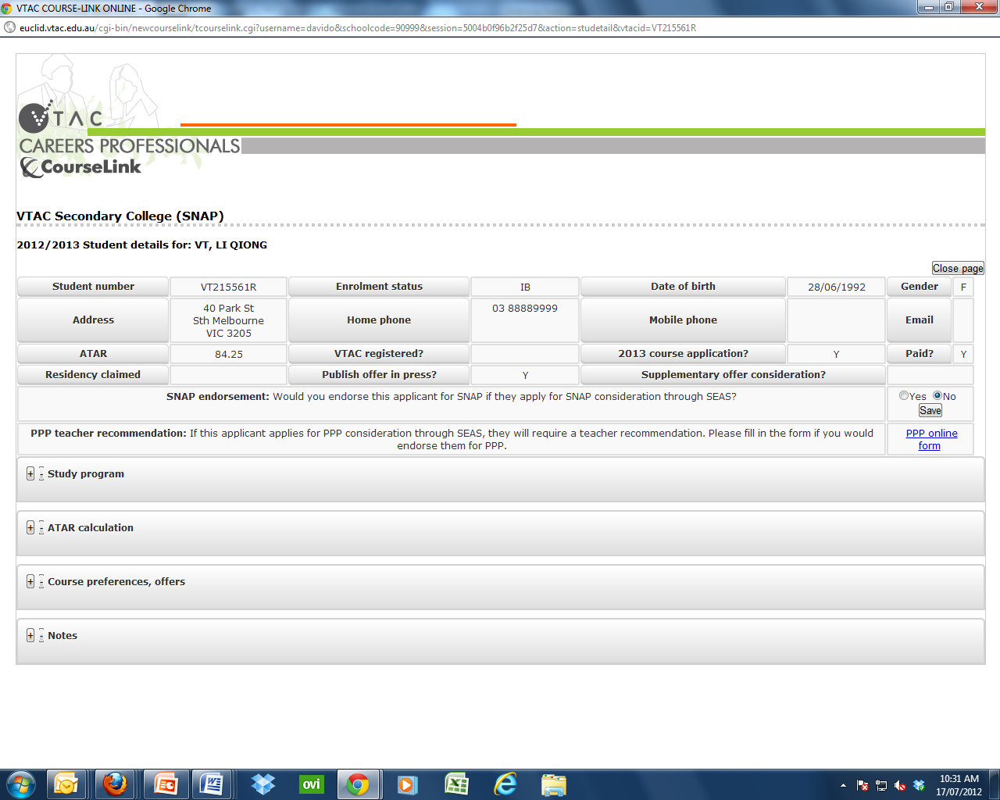 VTAC COURSE-LINK ONLINE - Google Chrome
euclid.vtac.edu.au/cgi-bin/newcourselink/tcourselink.cgi?username=davido&schoolcode=90999&session=5004b0f96b2f25d7&action=studetail&vtacid=VT215561R
VTAC
CAREERS PROFESSIONALS
CourseLink
VTAC Secondary College (SNAP)
2012/2013 Student details for: VT, LI QIONG
Close page
Student number VT215561R Enrolment status IB Date of birth 28/06/1992 Gender F
Address 40 Park St
Sth Melbourne
VIC 3205
Home phone 03 88889999 Mobile phone Email
ATAR 84.25 VTAC registered? 2013 course application? Y Paid? Y
Residency claimed Publish offer in press? Y Supplementary offer consideration?
SNAP endorsement: Would you endorse this applicant for SNAP if they apply for SNAP consideration through SEAS? Yes No
Save
PPP teacher recommendation: If this applicant applies for PPP consideration through SEAS, they will require a teacher recommendation. Please fill in the form if you would
endorse them for PPP.
PPP online
form
+ - Study program
+ - ATAR calculation
+ - Course preferences, offers
+ - Notes
ovi
10:31 AM
17/07/2012